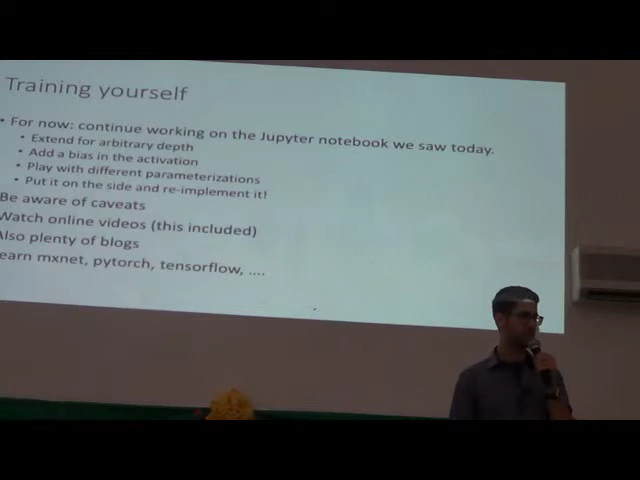 Training yourself
• For now: continue working on the Jupyter notebook we saw today.
• Extend for arbitrary depth
• Add a bias in the activation
• Play with different parameterizations
• Put it on the side and re-implement it!
Be aware of caveats
Watch online videos (this included)
Also plenty of blogs
earn mxnet, pytorch, tensorflow, ....